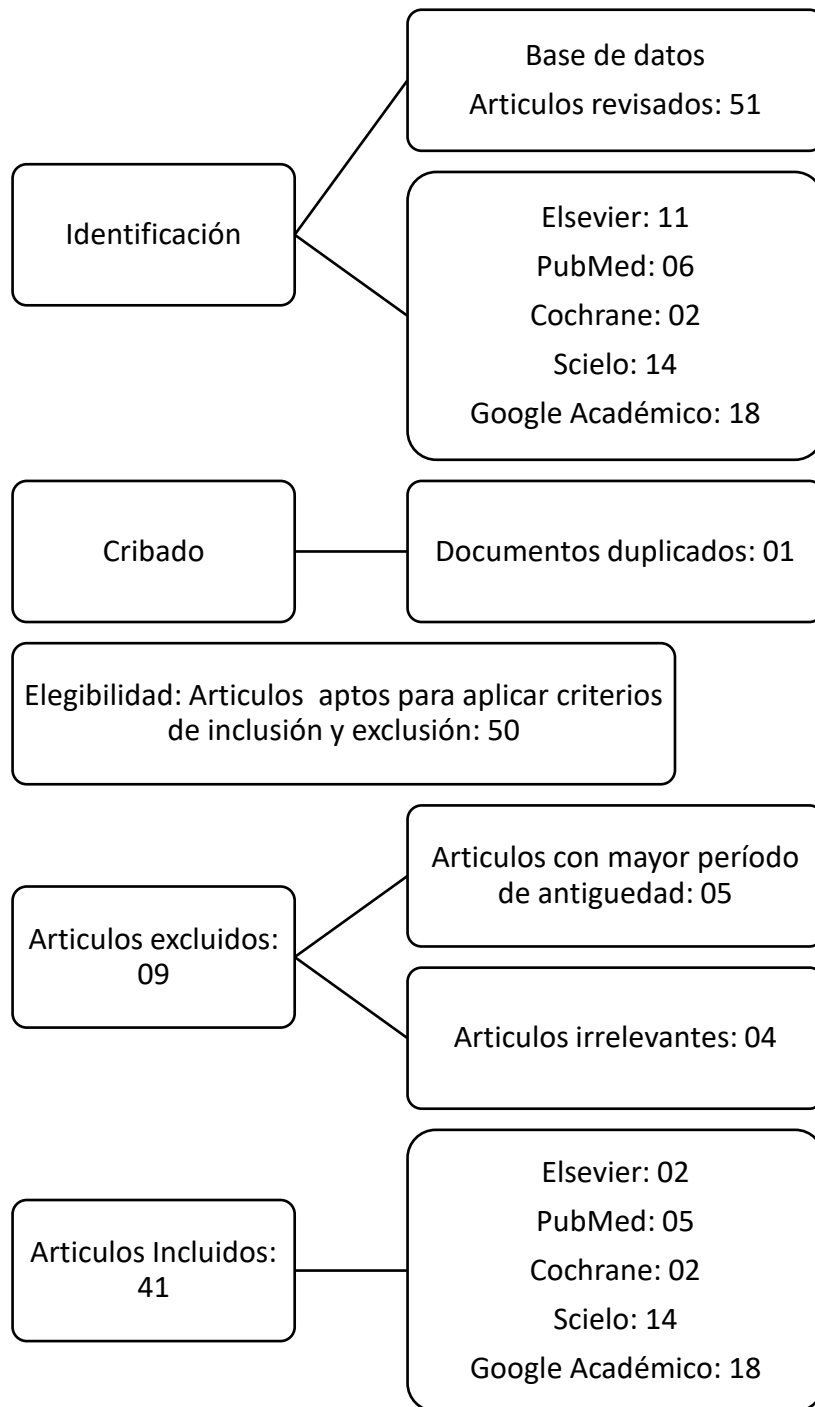 Base de datos
Articulos revisados: 51
Identificación
Elsevier: 11
PubMed: 06
Cochrane: 02
Scielo: 14
Google Académico: 18
Cribado
Documentos duplicados: 01
Elegibilidad: Articulos aptos para aplicar criterios
de inclusión y exclusión: 50
Articulos excluidos:
09
Articulos con mayor período
de antiguedad: 05
Articulos irrelevantes: 04
Articulos Incluidos:
41
Elsevier: 02
PubMed: 05
Cochrane: 02
Scielo: 14
Google Académico: 18